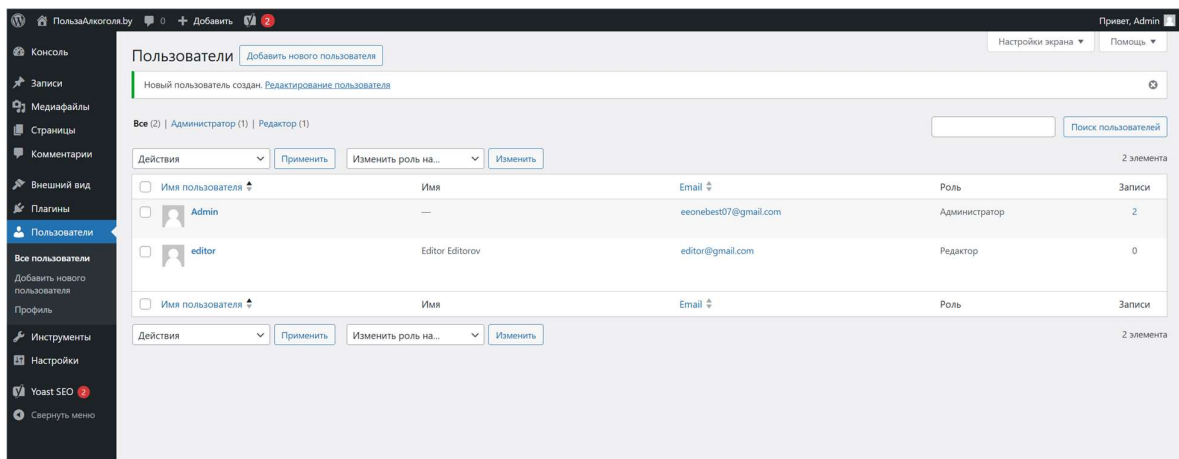 ПользаАлкоголя.by 0 + Добавить 2 Привет, Admin
Консоль
Записи
Медиафайлы
Страницы
Комментарии
Внешний вид
Плагины
Пользователи
Все пользователи
Добавить нового
пользователя
Профиль
Инструменты
Настройки
Yoast SEO 2
Свернуть меню
Настройки экрана ▼ Помощь ▼
Пользователи Добавить нового пользователя
Новый пользователь создан. Редактирование пользователя
Все (2) | Администратор (1) | Редактор (1) Поиск пользователей
Действия Применить Изменить роль на... Изменить 2 элемента
Имя пользователя Имя Email Роль Записи
Admin — eeonebest07@gmail.com Администратор 2
editor Editor Editorov editor@gmail.com Редактор 0
Имя пользователя Имя Email Роль Записи
Действия Применить Изменить роль на... Изменить 2 элемента